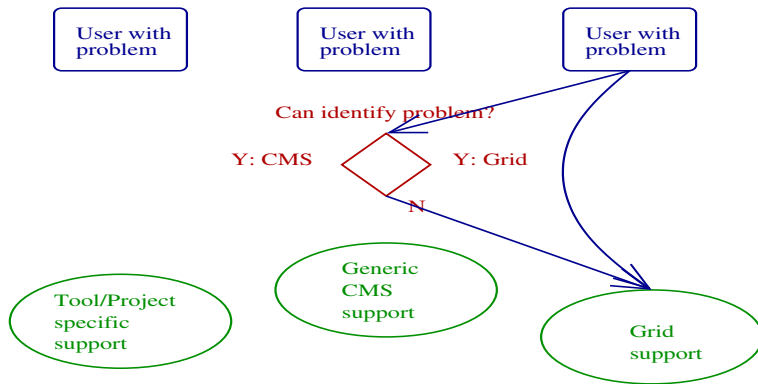 User with
problem
User with
problem
User with
problem
Can identify problem?
Y: CMS
Y: Grid
N
Tool/Project
specific
support
Generic
CMS
support
Grid
support